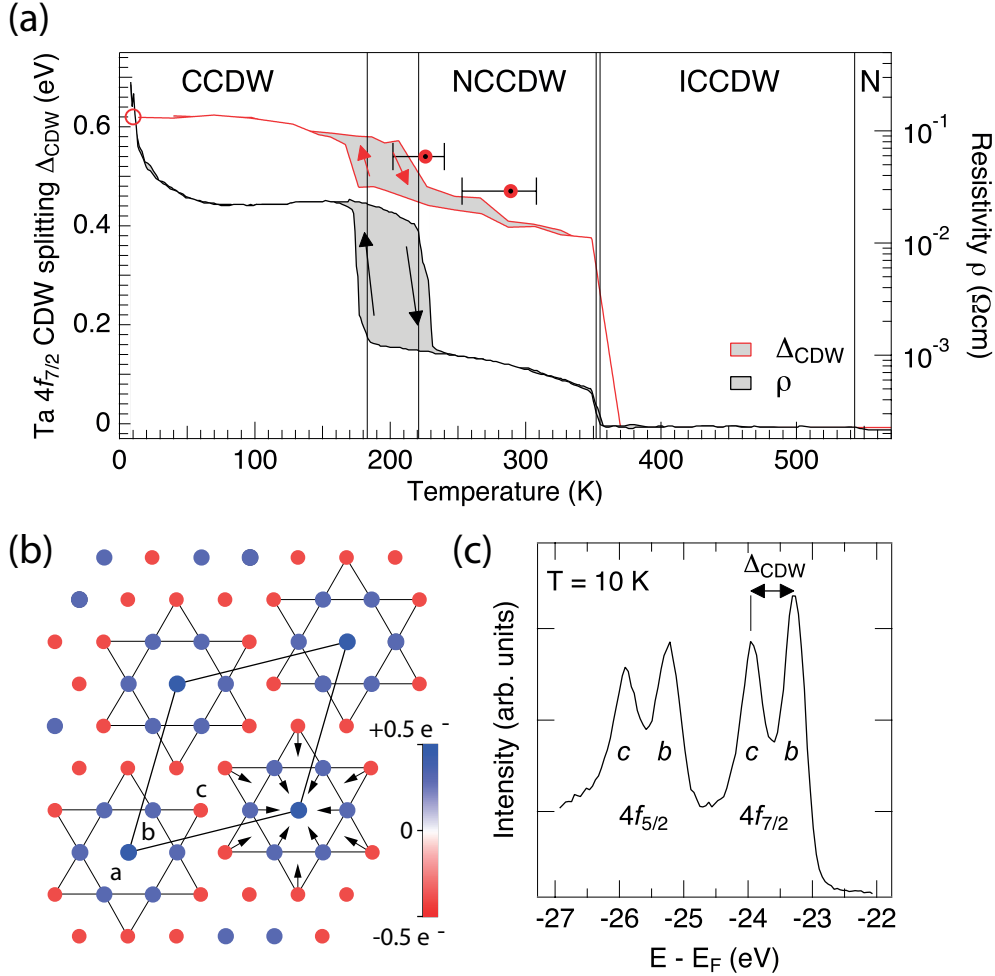 (a)
CCDW
NCCDW
ICCDW
N
Ta 4f7/2 CDW splitting ΔCDW (eV)
0.6
0.4
0.2
0
10⁻¹
10⁻²
10⁻³
Resistivity ρ (Ωcm)
ΔCDW
ρ
0
100
200
300
400
500
Temperature (K)
(b)
+0.5 e⁻
0
-0.5 e⁻
a
b
c
(c)
T = 10 K
ΔCDW
Intensity (arb. units)
c
b
c
b
4f5/2
4f7/2
-27
-26
-25
-24
-23
-22
E - EF (eV)